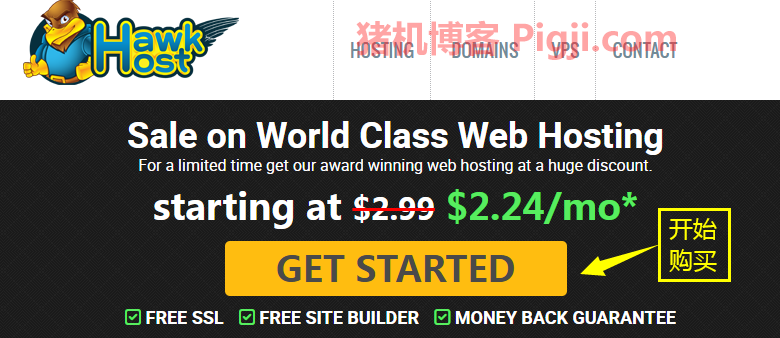 Hawk Host
猪机博客 Pigji.com
HOSTING DOMAINS VPS CONTACT
Sale on World Class Web Hosting
For a limited time get our award winning web hosting at a huge discount.
starting at $2.99 $2.24/mo*
开始
购买
GET STARTED
FREE SSL FREE SITE BUILDER MONEY BACK GUARANTEE